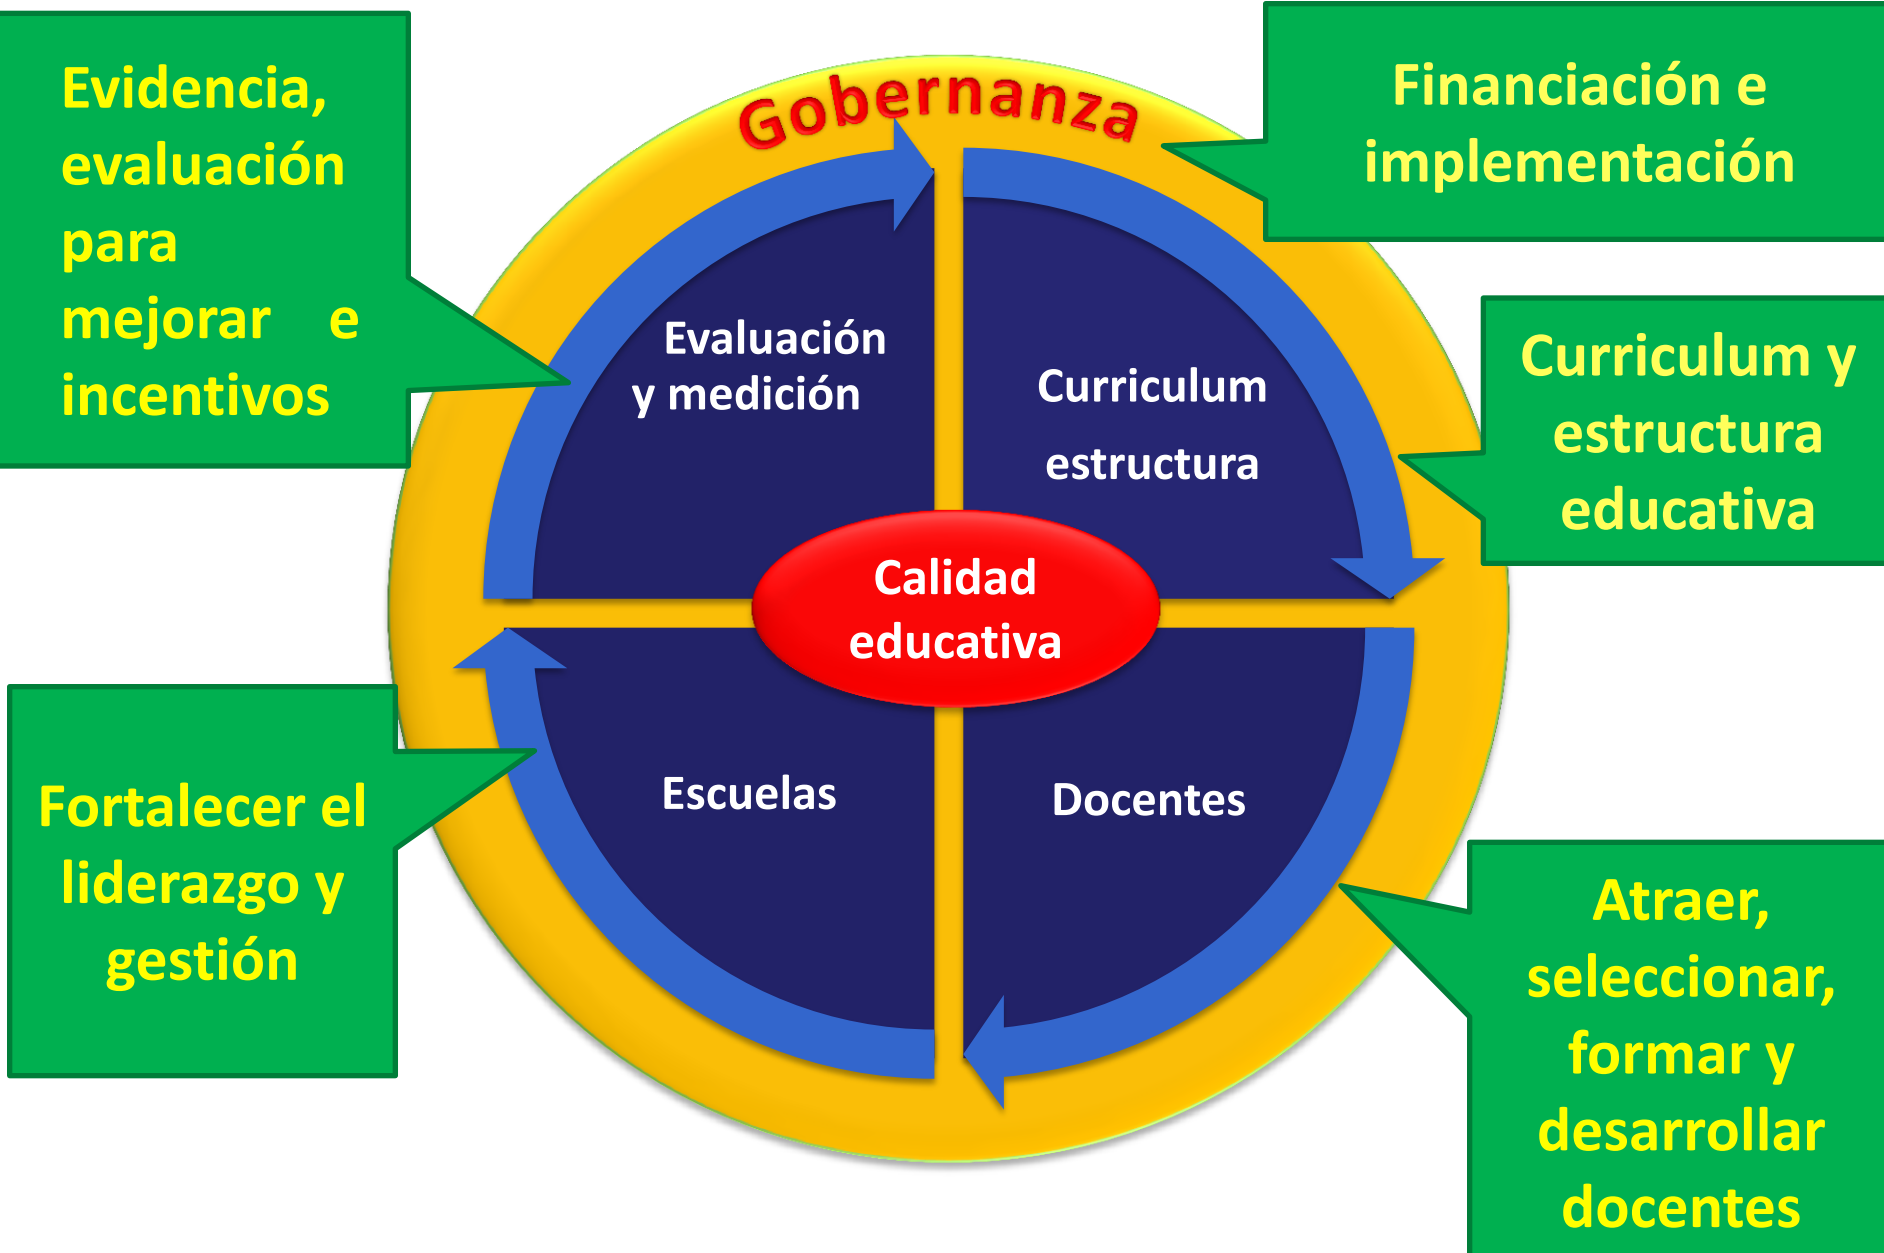 Evidencia,
evaluación
para
mejorar e
incentivos
Gobernanza
Financiación e
implementación
Evaluación
y medición
Curriculum
estructura
Curriculum y
estructura
educativa
Calidad
educativa
Fortalecer el
liderazgo y
gestión
Escuelas
Docentes
Atraer,
seleccionar,
formar y
desarrollar
docentes